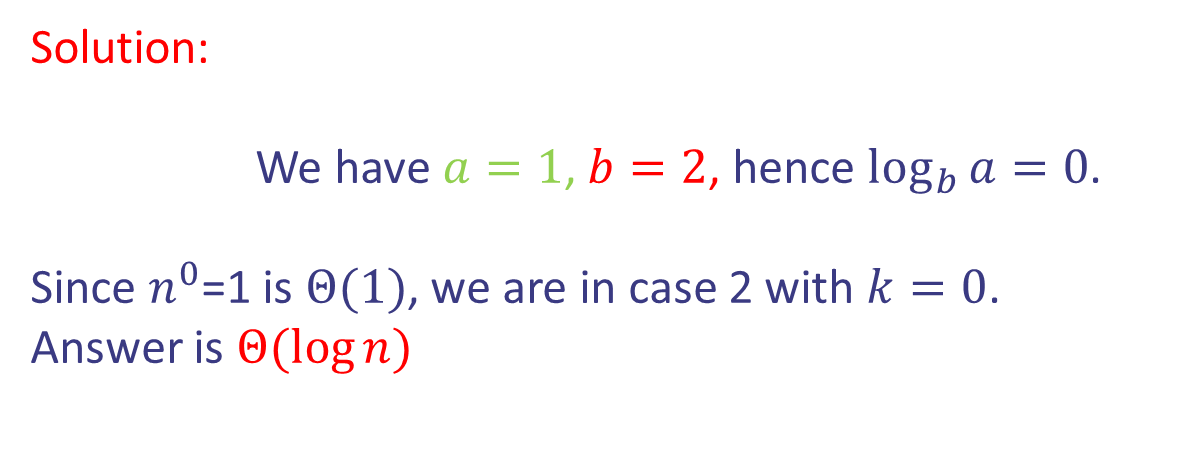 Solution:
We have a = 1, b = 2, hence log_b a = 0.
Since n^0=1 is Θ(1), we are in case 2 with k = 0.
Answer is Θ(log n)